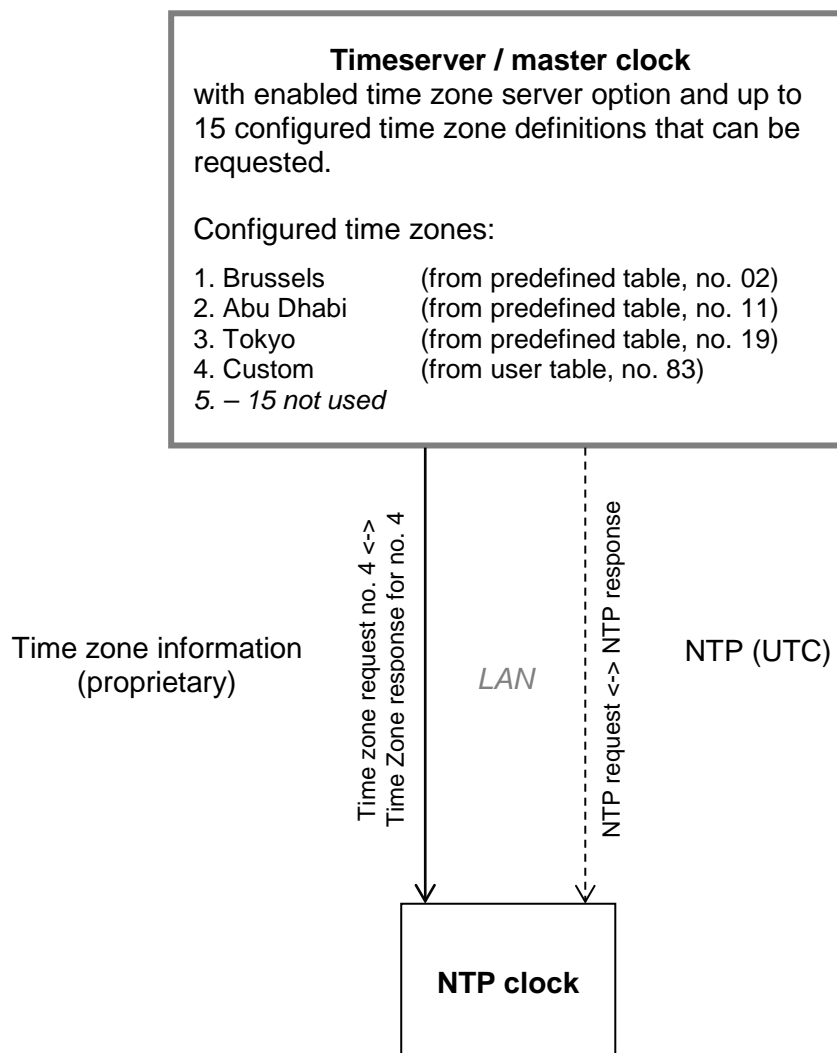 Timeserver / master clock
with enabled time zone server option and up to
15 configured time zone definitions that can be
requested.
Configured time zones:
1. Brussels (from predefined table, no. 02)
2. Abu Dhabi (from predefined table, no. 11)
3. Tokyo (from predefined table, no. 19)
4. Custom (from user table, no. 83)
5. – 15 not used
Time zone information
(proprietary)
Time zone request no. 4 <->
Time Zone response for no. 4
LAN
NTP request <-> NTP response
NTP (UTC)
NTP clock